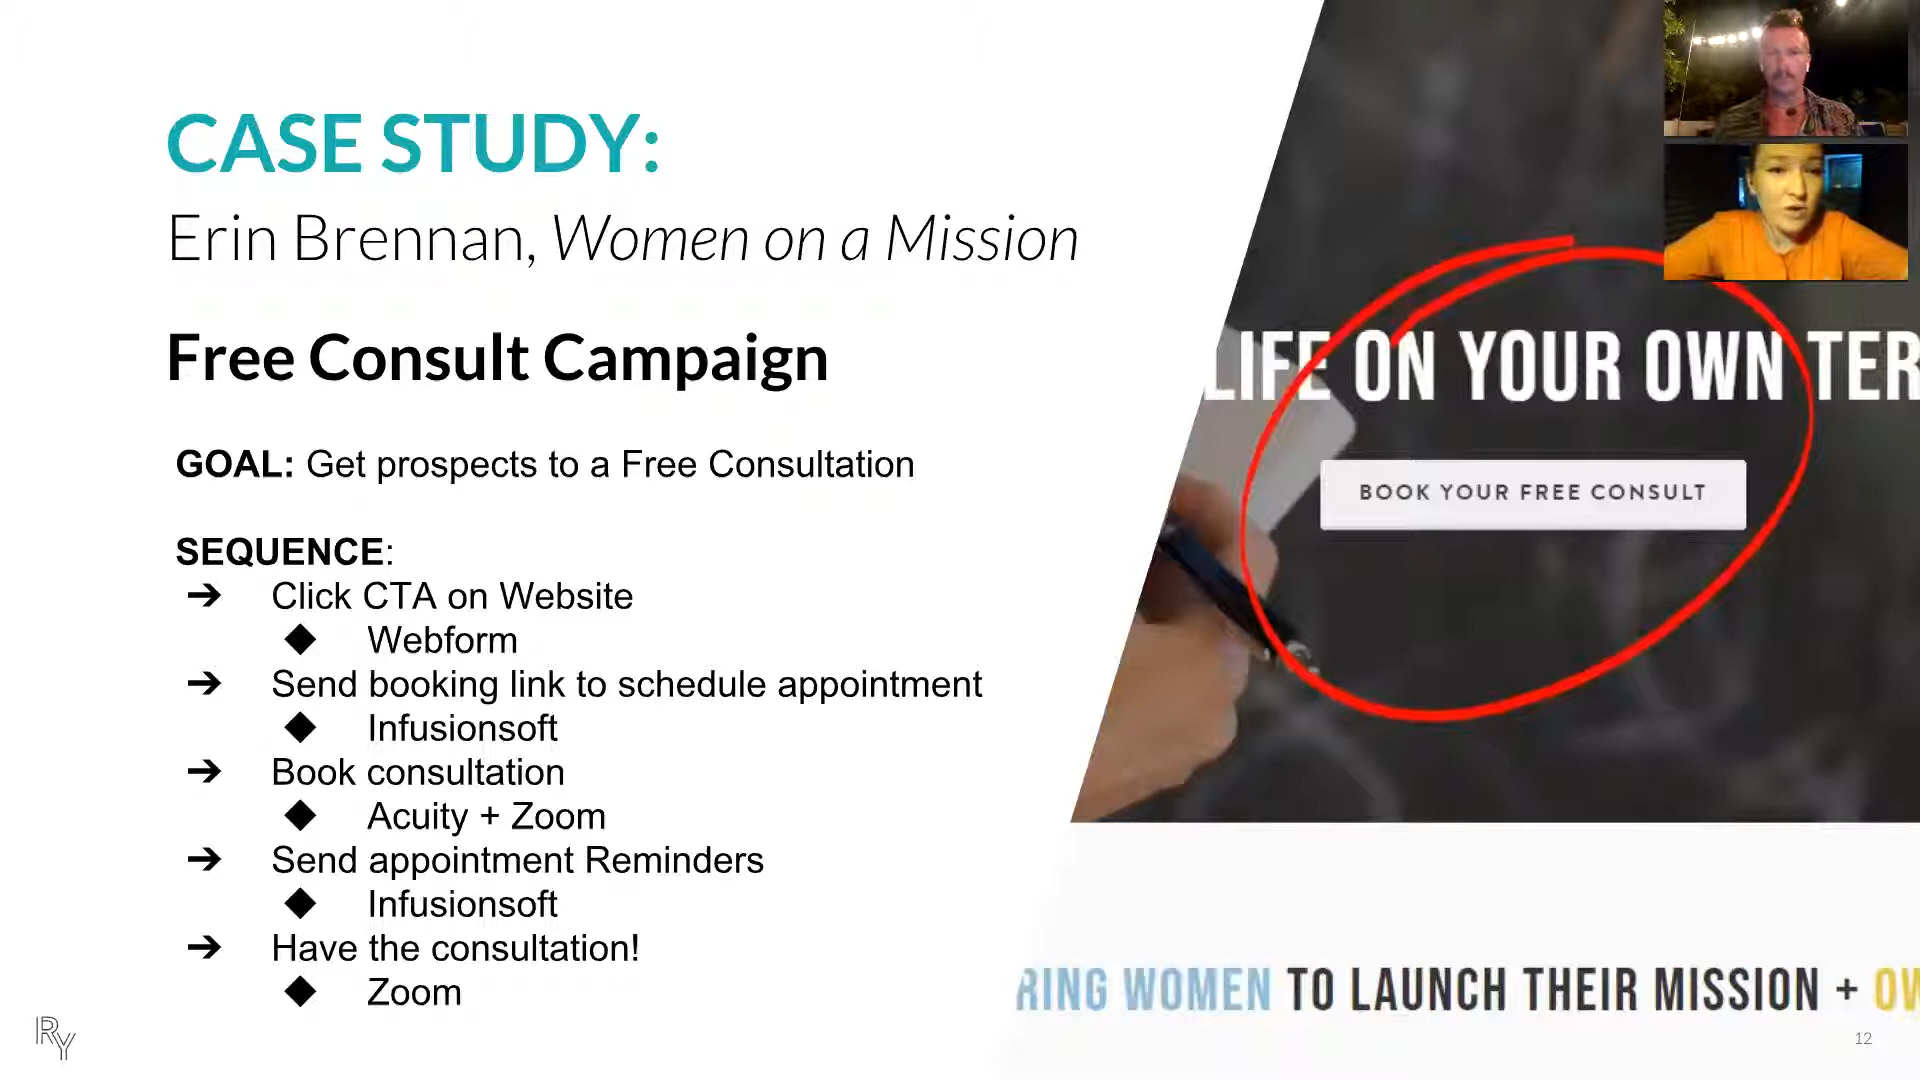 CASE STUDY:
Erin Brennan, Women on a Mission
Free Consult Campaign
GOAL: Get prospects to a Free Consultation
SEQUENCE:
➔ Click CTA on Website
◆ Webform
➔ Send booking link to schedule appointment
◆ Infusionsoft
➔ Book consultation
◆ Acuity + Zoom
➔ Send appointment Reminders
◆ Infusionsoft
➔ Have the consultation!
◆ Zoom
LIFE ON YOUR OWN TER
BOOK YOUR FREE CONSULT
RING WOMEN TO LAUNCH THEIR MISSION + OW
RY
12